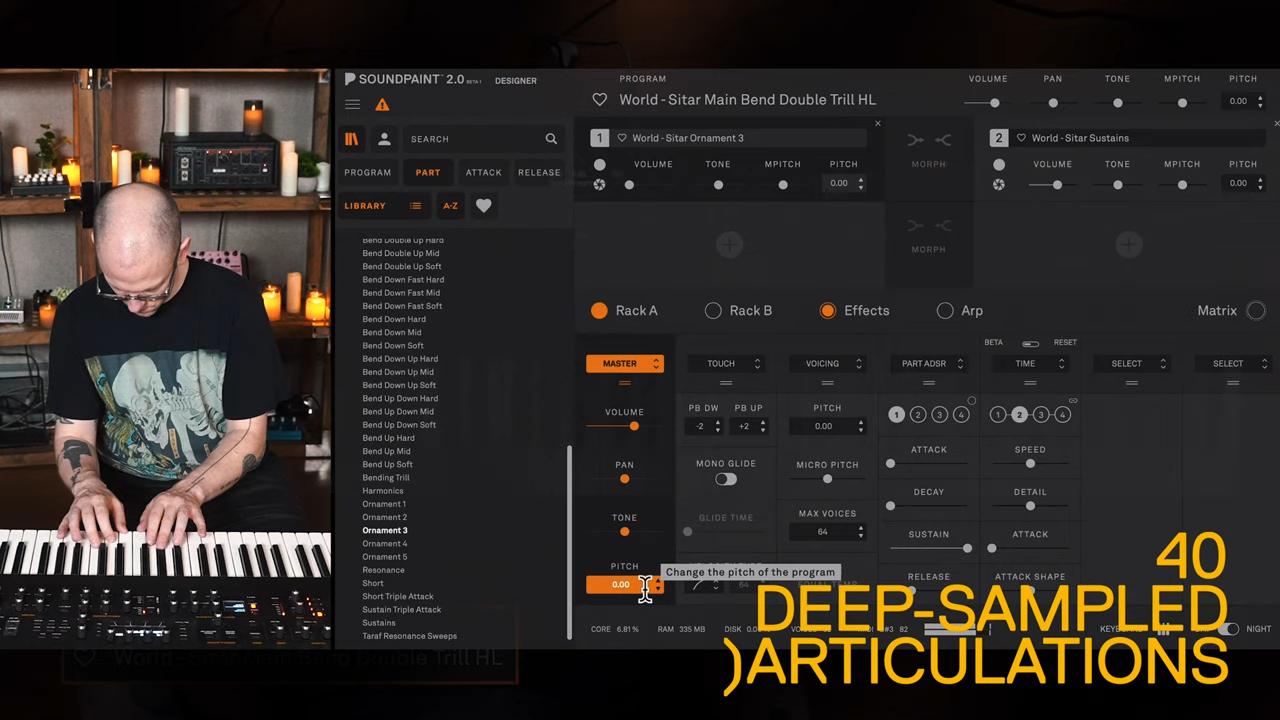 SOUNDPAINT™ 2.0 BETA 1 DESIGNER
PROGRAM
World - Sitar Main Bend Double Trill HL
VOLUME PAN TONE MPITCH PITCH
0.00
SEARCH
PROGRAM PART ATTACK RELEASE
LIBRARY A-Z
1 World - Sitar Ornament 3
VOLUME TONE MPITCH PITCH
0.00
MORPH
2 World - Sitar Sustains
VOLUME TONE MPITCH PITCH
0.00
MORPH
Bend Double Up Hard
Bend Double Up Mid
Bend Double Up Soft
Bend Down Fast Hard
Bend Down Fast Mid
Bend Down Fast Soft
Bend Down Hard
Bend Down Mid
Bend Down Soft
Bend Down Up Hard
Bend Down Up Mid
Bend Down Up Soft
Bend Up Down Hard
Bend Up Down Mid
Bend Up Down Soft
Bend Up Hard
Bend Up Mid
Bend Up Soft
Bending Trill
Harmonics
Ornament 1
Ornament 2
Ornament 3
Ornament 4
Ornament 5
Resonance
Short
Short Triple Attack
Sustain Triple Attack
Sustains
Taraf Resonance Sweeps
Rack A Rack B Effects Arp Matrix
BETA RESET
MASTER TOUCH VOICING PART ADSR TIME SELECT SELECT
VOLUME
PAN
TONE
PITCH
0.00
PB DW PB UP
-2 +2
MONO GLIDE
GLIDE TIME
PITCH
0.00
MICRO PITCH
MAX VOICES
64
1 2 3 4
ATTACK
DECAY
SUSTAIN
RELEASE
1 2 3 4
SPEED
DETAIL
ATTACK
ATTACK SHAPE
Change the pitch of the program
CORE 6.81% RAM 335 MB
NIGHT
40
DEEP-SAMPLED
)ARTICULATIONS